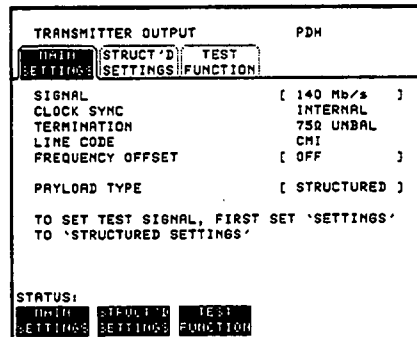 TRANSMITTER OUTPUT PDH
MAIN SETTINGS STRUCT'D SETTINGS TEST FUNCTION
SIGNAL [ 140 Mb/s ]
CLOCK SYNC INTERNAL
TERMINATION 75Ω UNBAL
LINE CODE CMI
FREQUENCY OFFSET [ OFF ]
PAYLOAD TYPE [ STRUCTURED ]
TO SET TEST SIGNAL, FIRST SET 'SETTINGS'
TO 'STRUCTURED SETTINGS'
STATUS:
MAIN SETTINGS STRUCT'D SETTINGS TEST FUNCTION